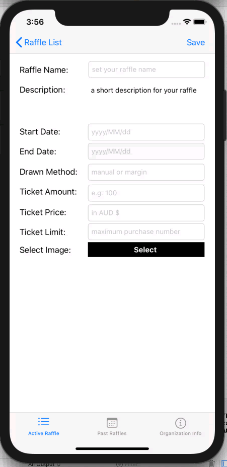 3:56
Raffle List
Save
Raffle Name:
set your raffle name
Description:
a short description for your raffle
Start Date:
yyyy/MM/dd
End Date:
yyyy/MM/dd
Drawn Method:
manual or margin
Ticket Amount:
e.g. 100
Ticket Price:
in AUD $
Ticket Limit:
maximum purchase number
Select Image:
Select
Active Raffle
Past Raffles
Organisation Info